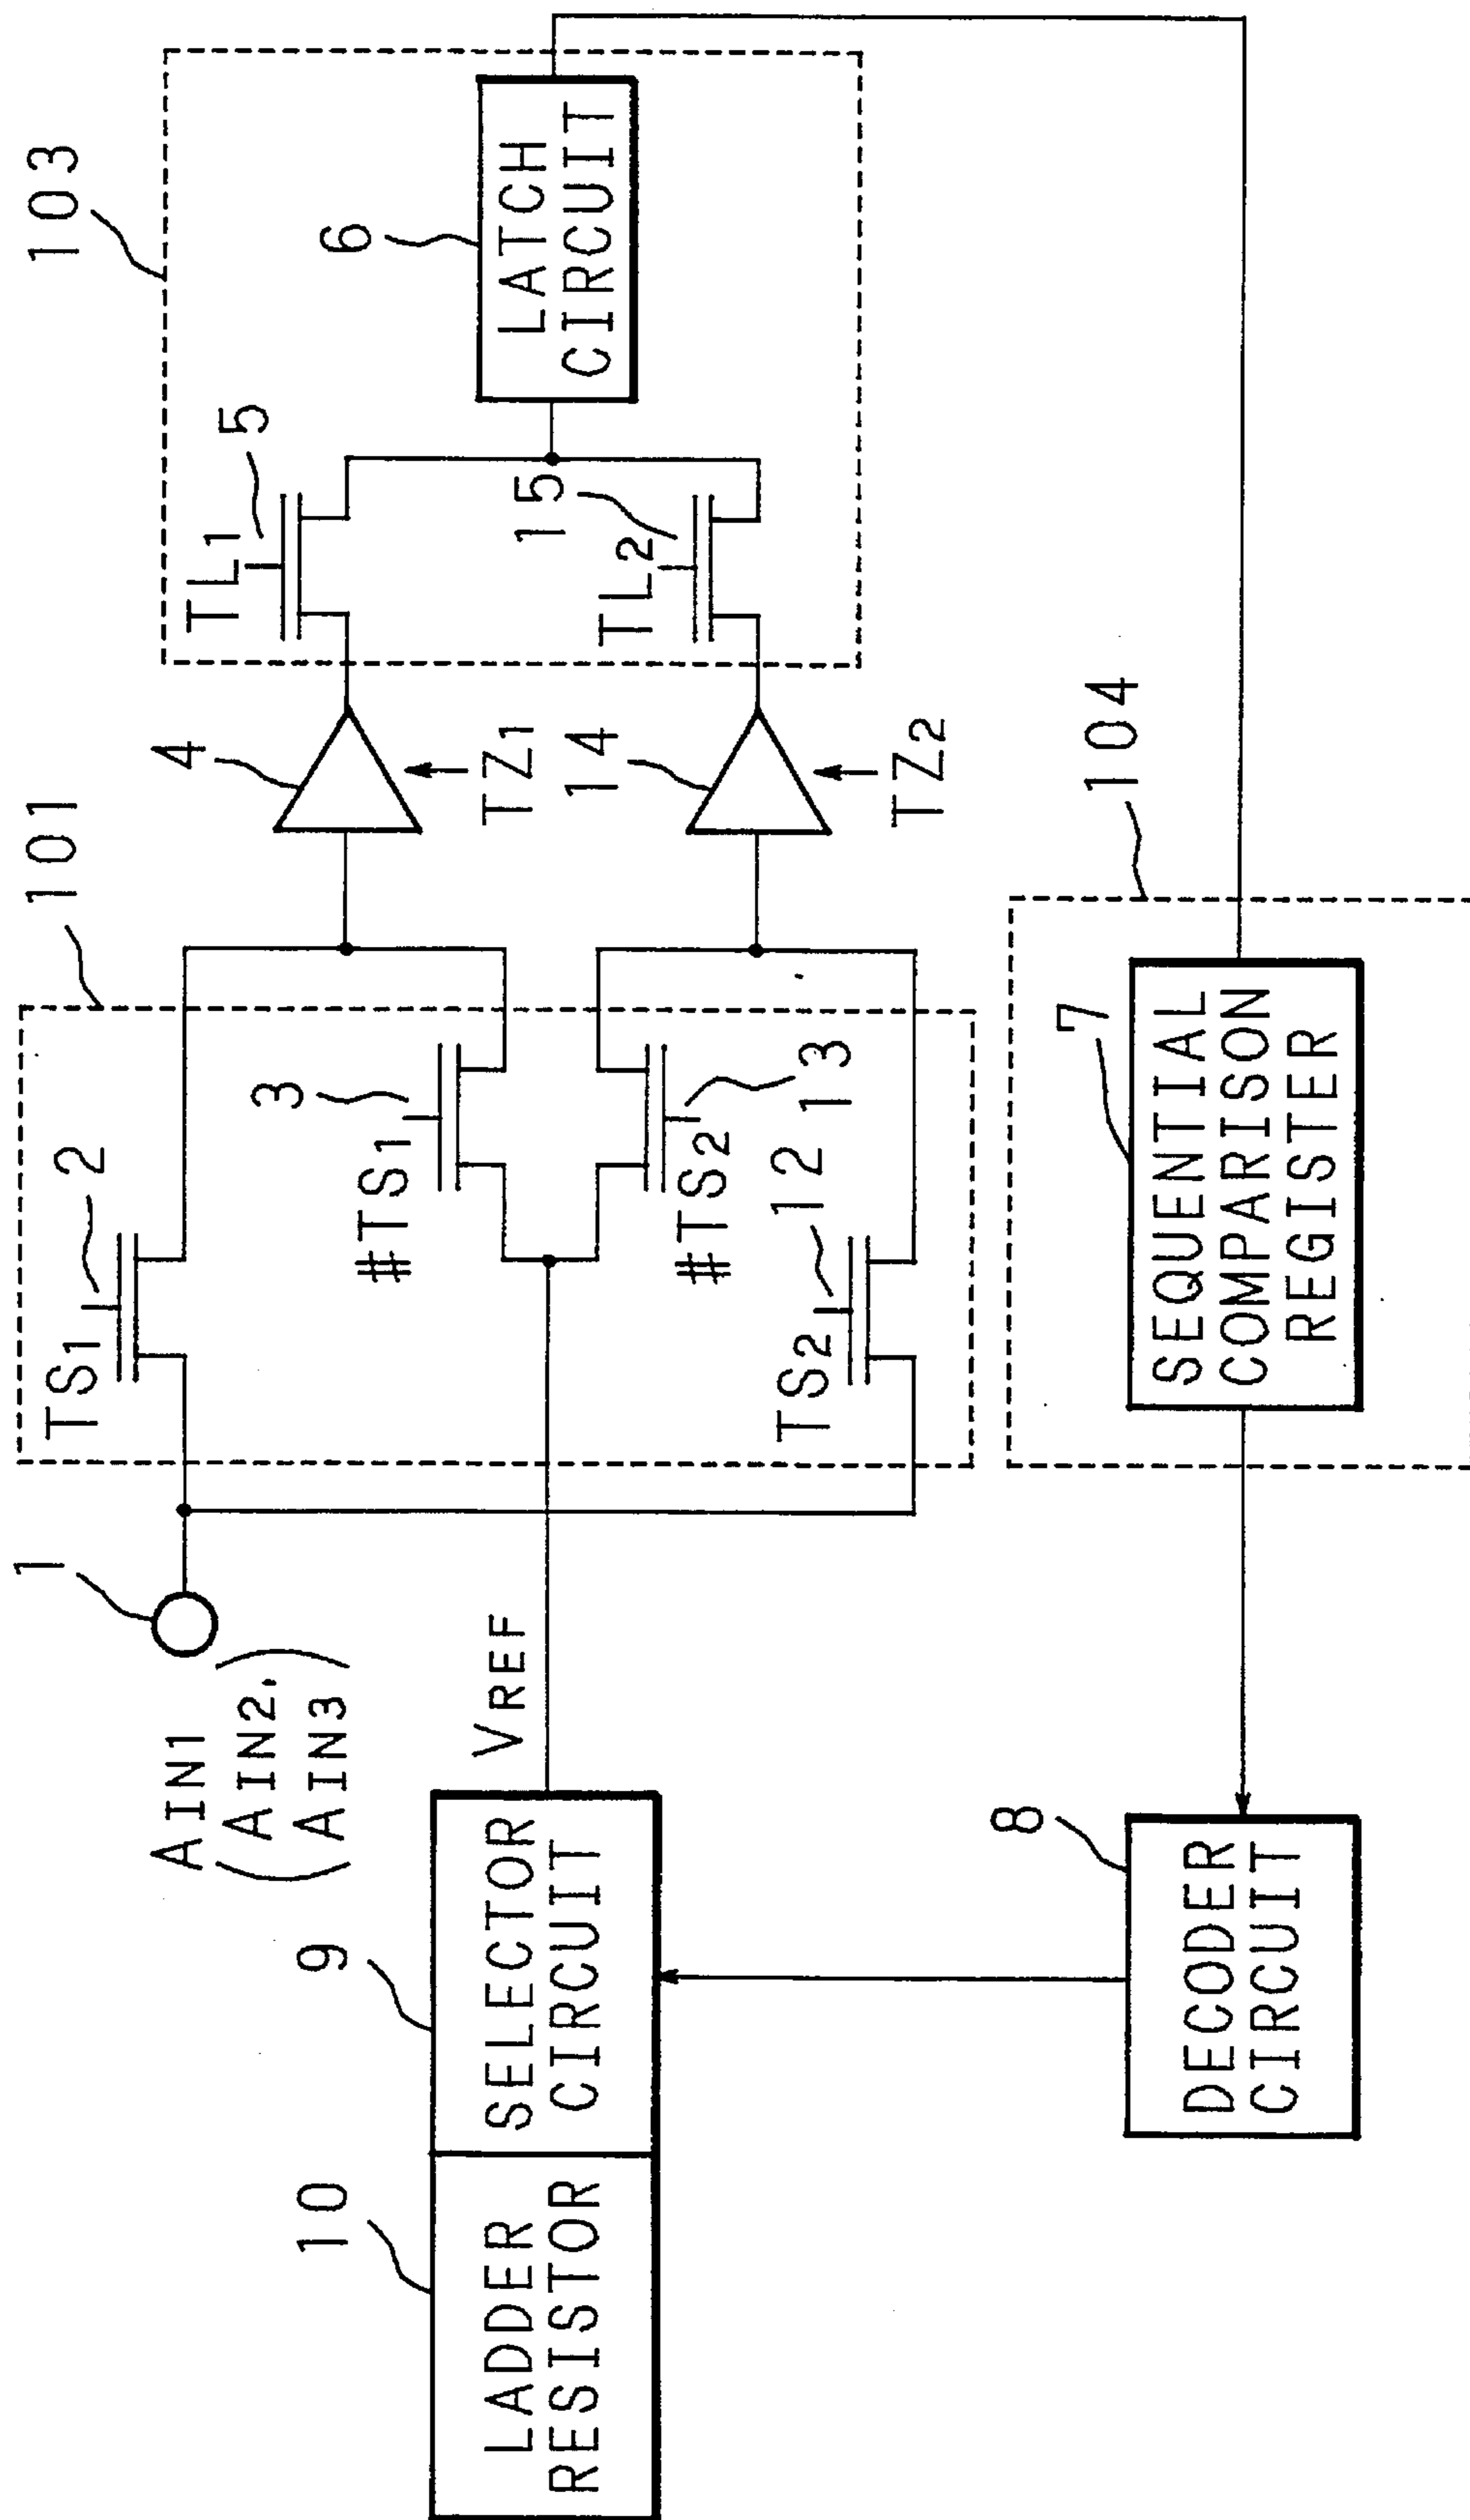 103
101
6
LATCH
CIRCUIT
5
TL1
15
TL2
4
TZ1
14
TZ2
2
TS1
3
#TS1
13
#TS2
12
TS2
1
AIN1
(AIN2,
AIN3)
VREF
9
SELECTOR
CIRCUIT
10
LADDER
RESISTOR
104
7
SEQUENTIAL
COMPARISON
REGISTER
8
DECODER
CIRCUIT